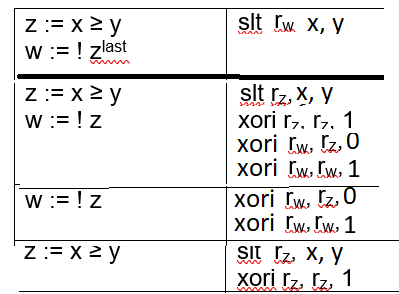 z := x ≥ y slt r_w x, y
w := ! z^last
z := x ≥ y slt r_z, x, y
w := ! z xori r_z, r_z, 1
xori r_w, r_z, 0
xori r_w, r_w, 1
w := ! z xori r_w, r_z, 0
xori r_w, r_w, 1
z := x ≥ y slt r_z, x, y
xori r_z, r_z, 1